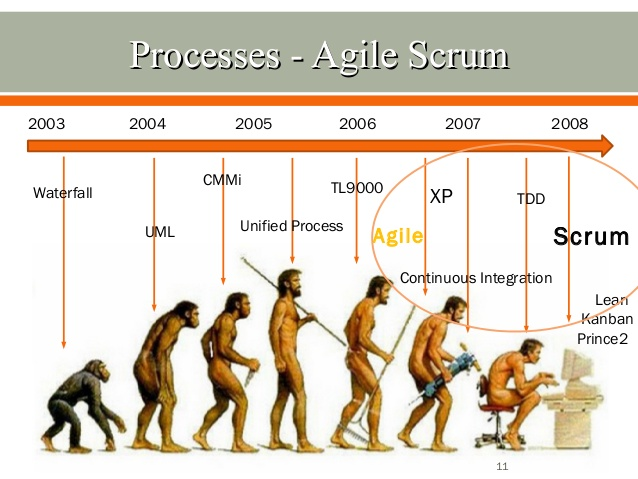 Processes - Agile Scrum
2003 2004 2005 2006 2007 2008
Waterfall
UML
CMMi
Unified Process
TL9000
Agile
XP
TDD
Scrum
Continuous Integration
Lean
Kanban
Prince2
11